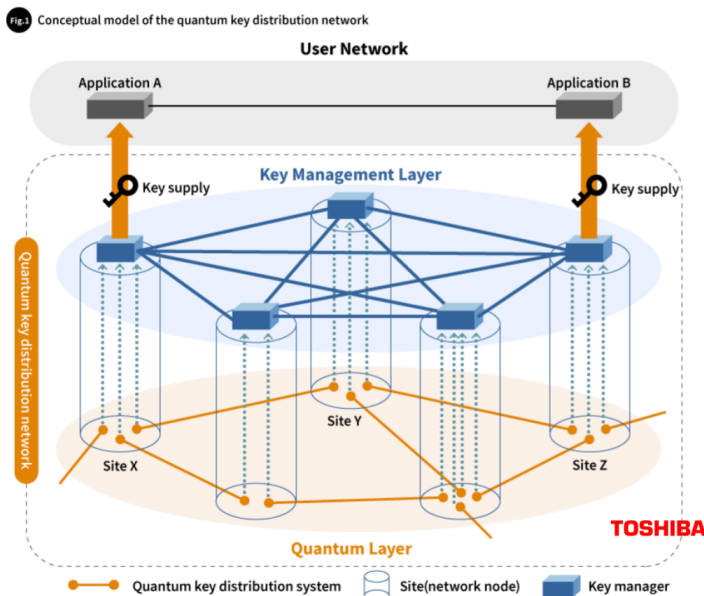 Fig.1 Conceptual model of the quantum key distribution network
User Network
Application A
Application B
Key supply
Key Management Layer
Key supply
Quantum key distribution network
Site Y
Site X
Site Z
TOSHIBA
Quantum Layer
Quantum key distribution system
Site(network node)
Key manager